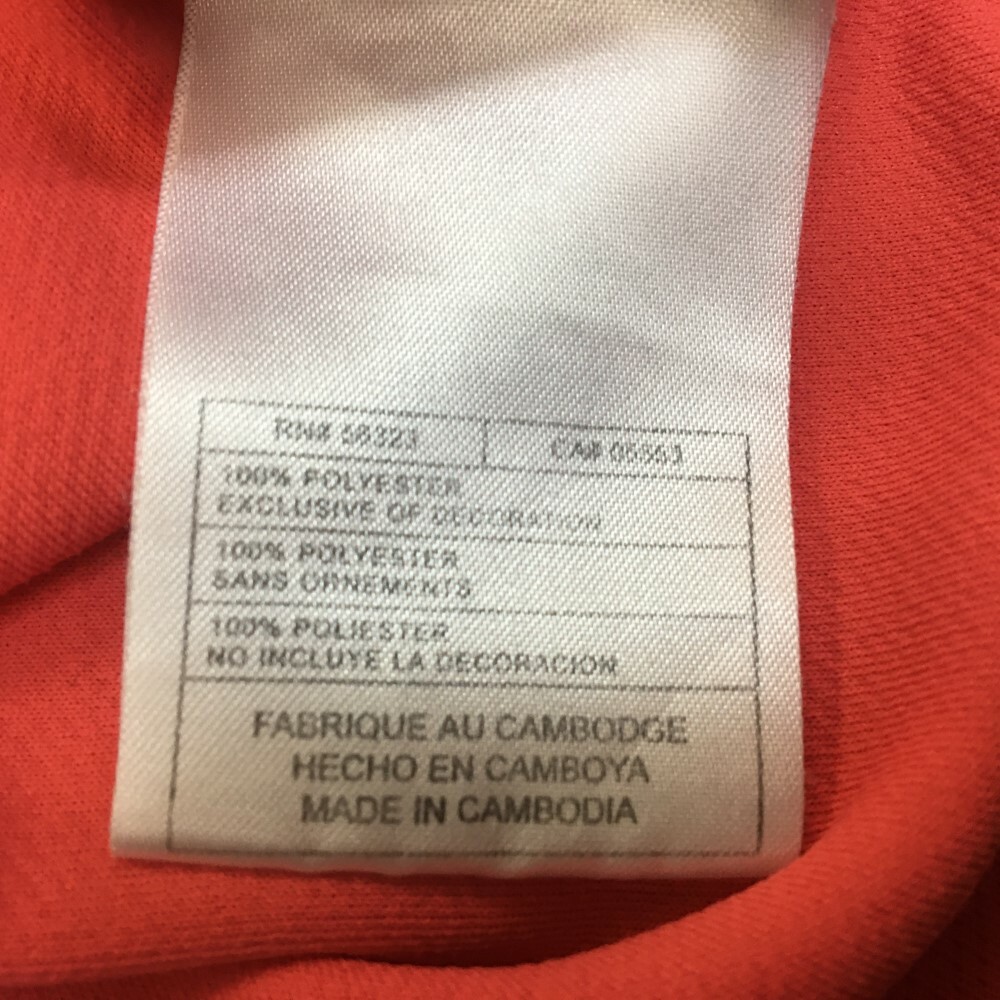 RN# 56323
CA# 05553
100% POLYESTER
EXCLUSIVE OF DECORATION
100% POLYESTER
SANS ORNEMENTS
100% POLIESTER
NO INCLUYE LA DECORACION
FABRIQUE AU CAMBODGE
HECHO EN CAMBOYA
MADE IN CAMBODIA